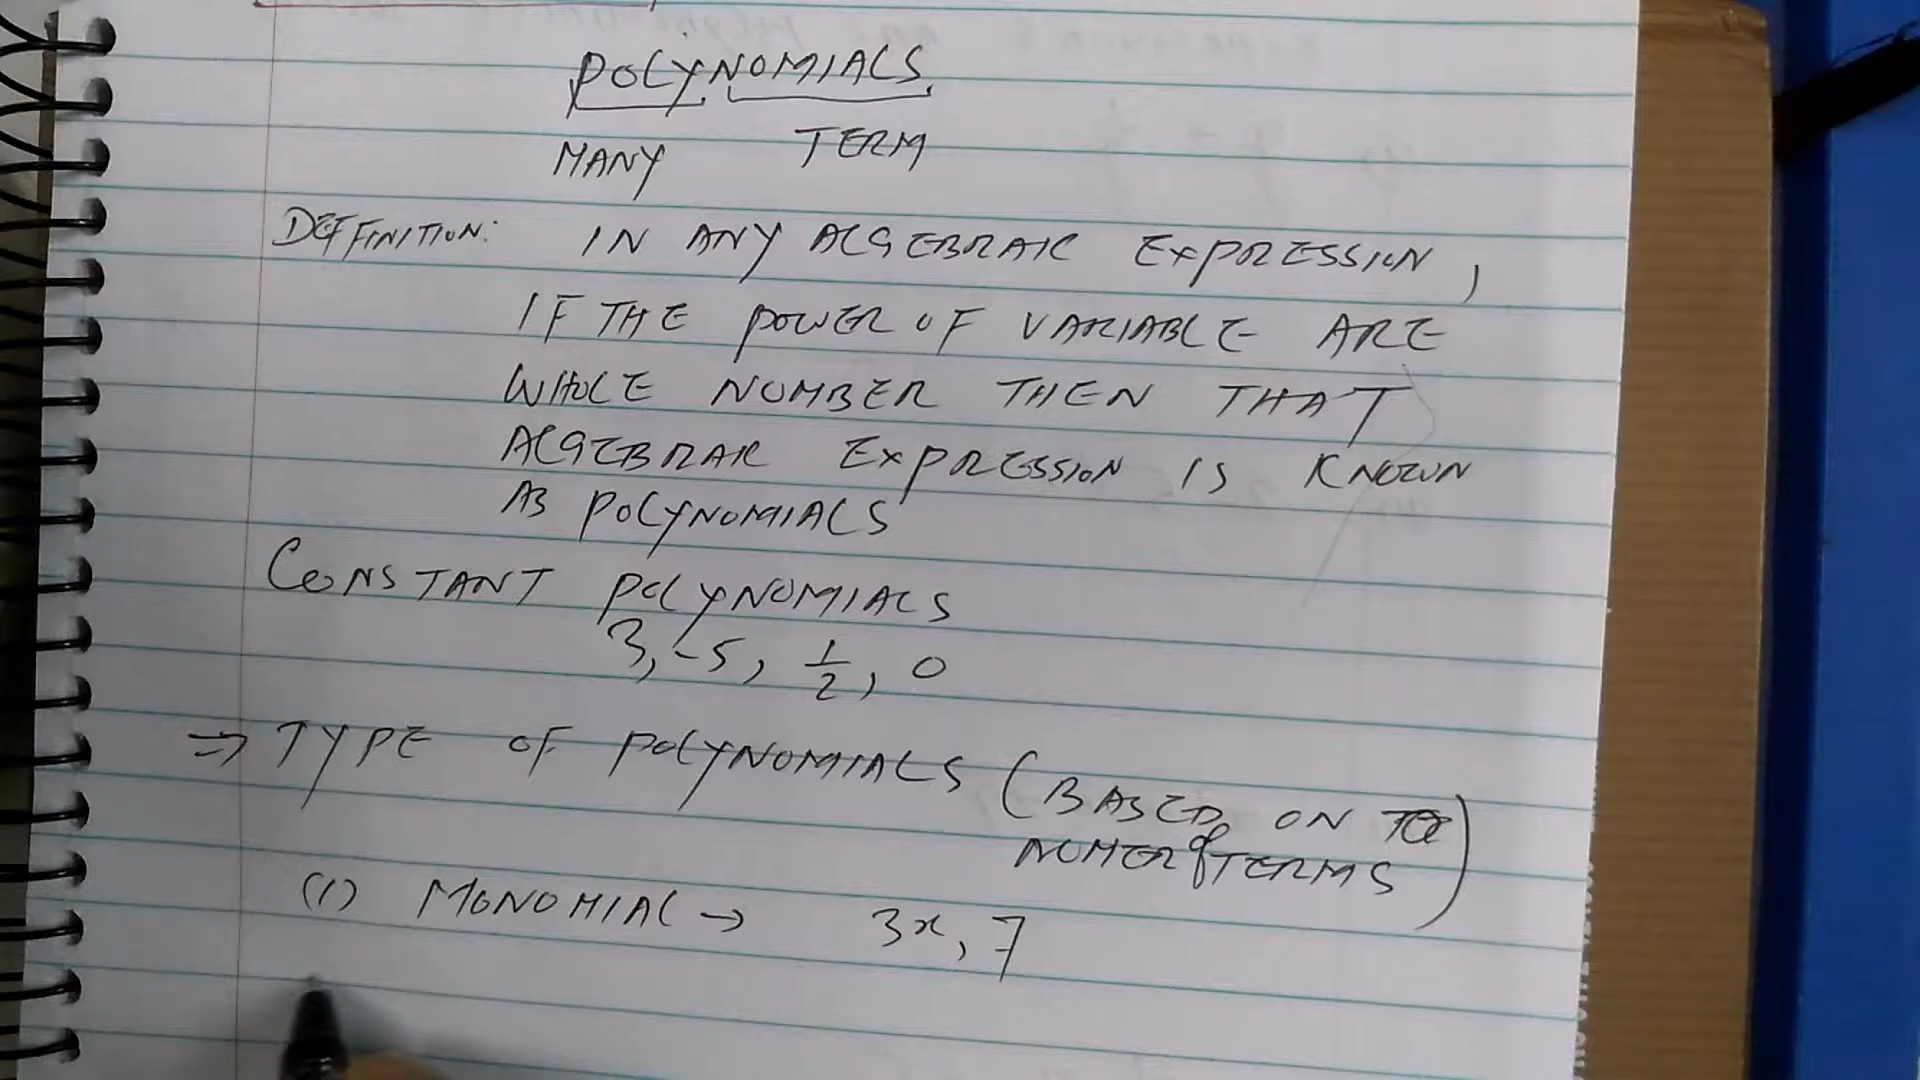 POLYNOMIALS
MANY TERM
DEFFINITION: IN ANY ALGEBRAIC EXPRESSION,
IF THE POWER OF VARIABLE ARE
WHOLE NUMBER THEN THAT
ALGEBRAIC EXPRESSION IS KNOWN
AS POLYNOMIALS
CONSTANT POLYNOMIALS
3, -5, 1/2, 0
⇒ TYPE OF POLYNOMIALS (BASED ON
NUMER of TERMS)
(1) MONOMIAL → 3x, 7